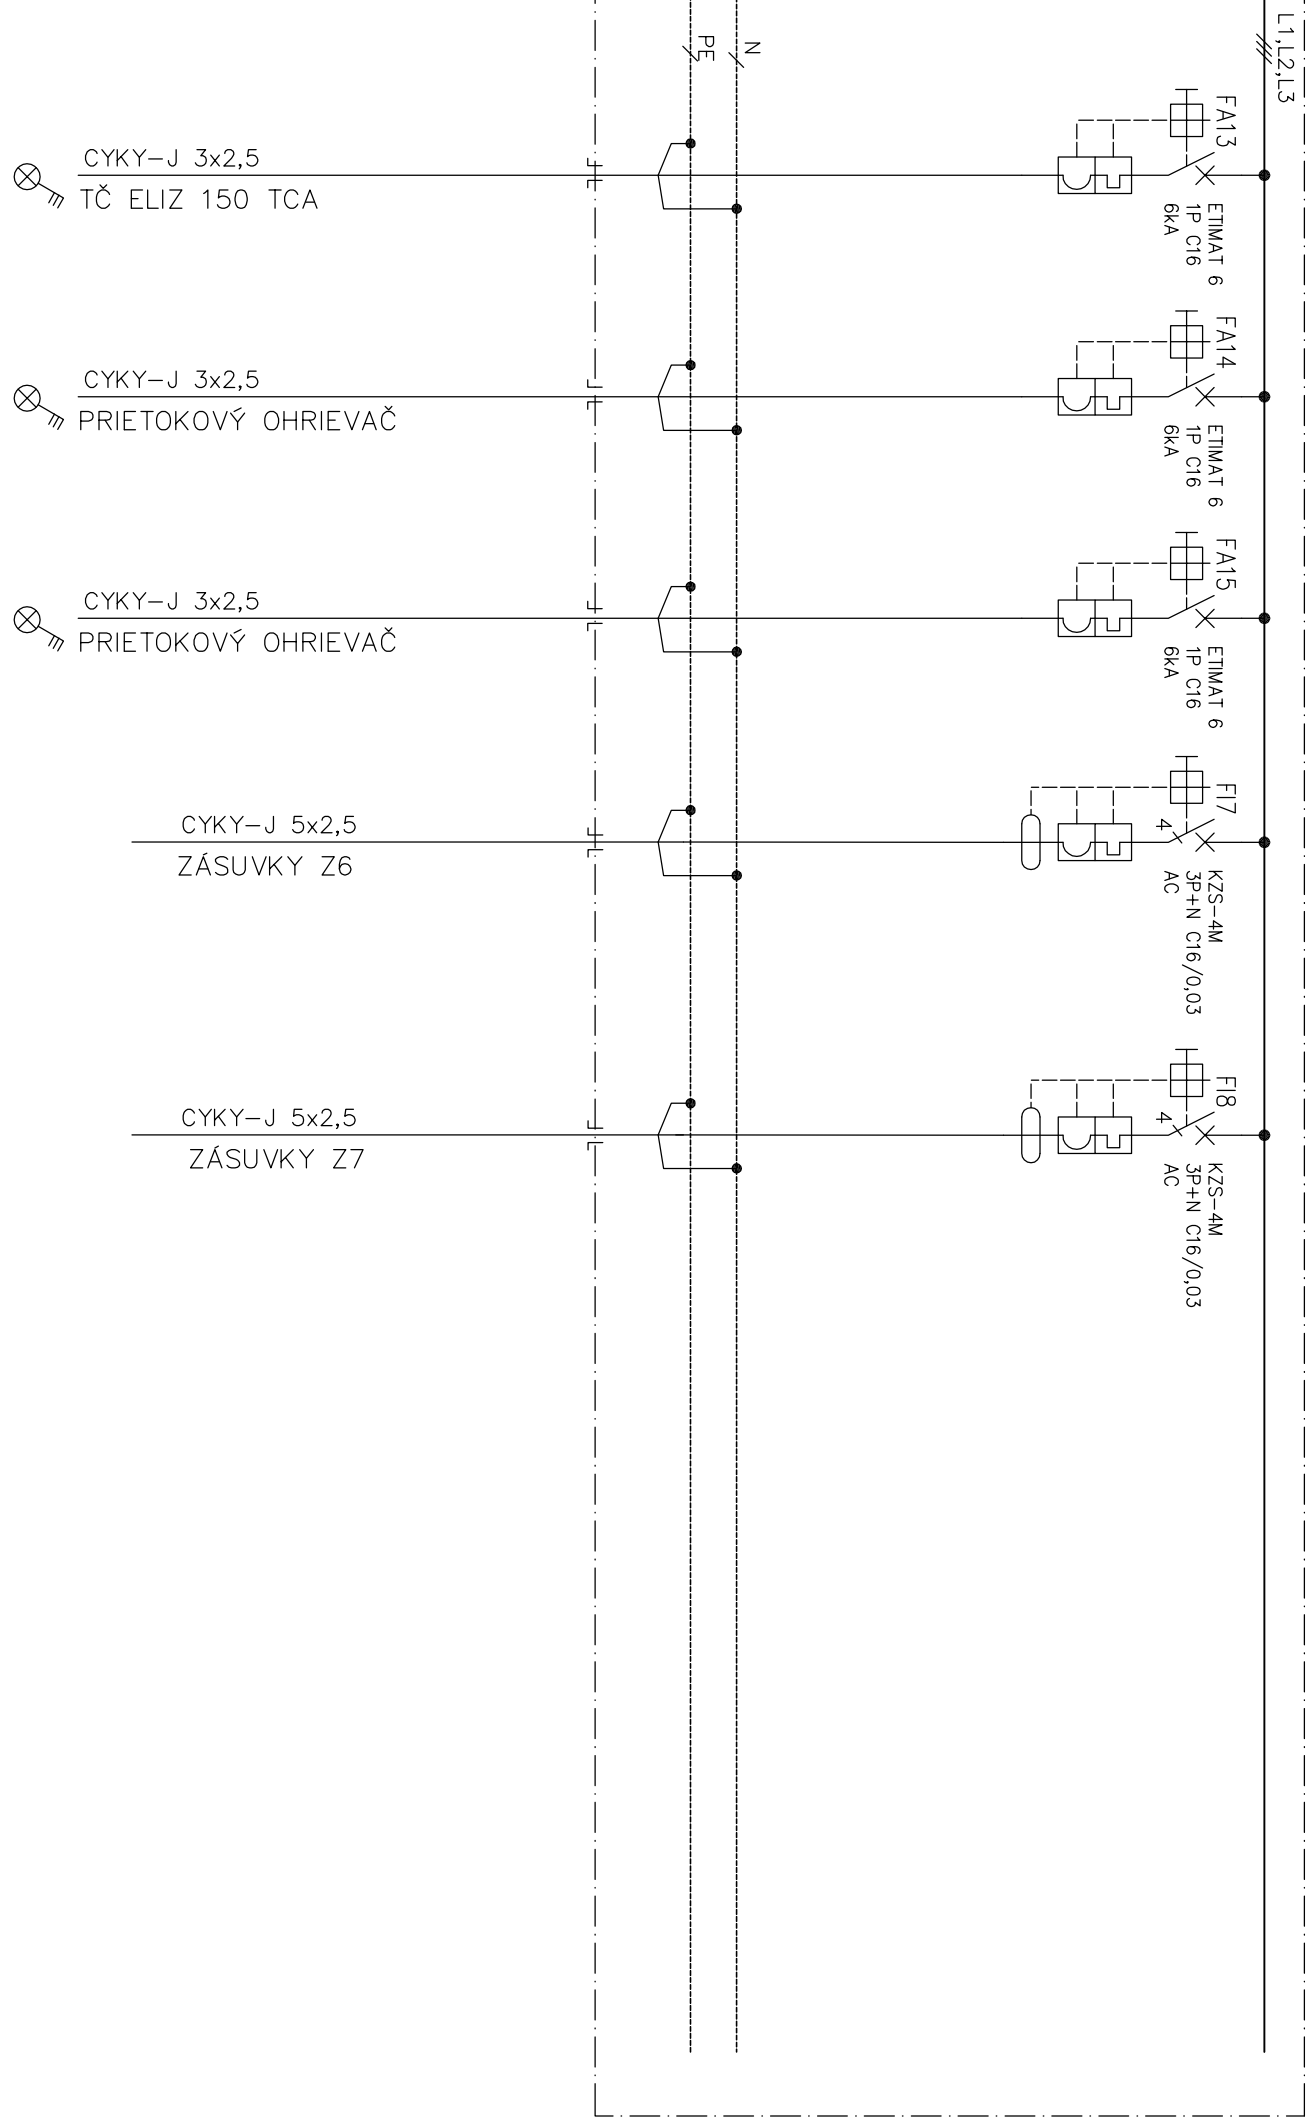 L1,L2,L3
N
PE
FA13
ETIMAT 6
1P C16
6kA
CYKY-J 3x2,5
TČ ELIZ 150 TCA
FA14
ETIMAT 6
1P C16
6kA
CYKY-J 3x2,5
PRIETOKOVÝ OHRIEVAČ
FA15
ETIMAT 6
1P C16
6kA
CYKY-J 3x2,5
PRIETOKOVÝ OHRIEVAČ
FI7
4
KZS-4M
3P+N C16/0,03
AC
CYKY-J 5x2,5
ZÁSUVKY Z6
FI8
4
KZS-4M
3P+N C16/0,03
AC
CYKY-J 5x2,5
ZÁSUVKY Z7